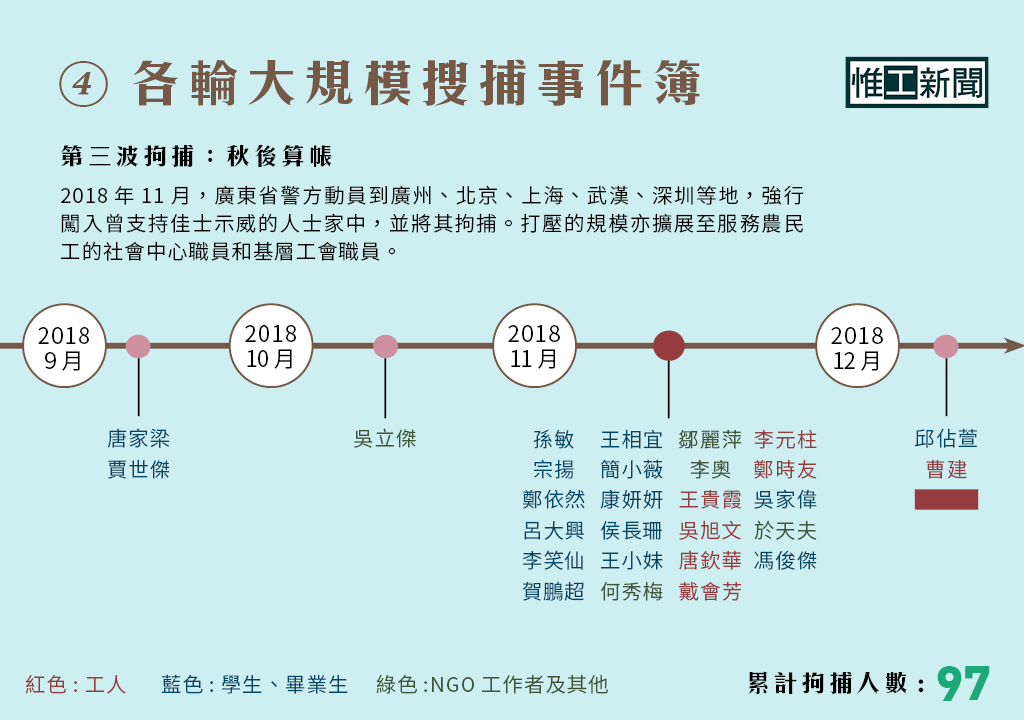 ④ 各輪大規模搜捕事件簿
惟工新聞
第三波拘捕：秋後算帳
2018 年 11 月，廣東省警方動員到廣州、北京、上海、武漢、深圳等地，強行
闖入曾支持佳士示威的人士家中，並將其拘捕。打壓的規模亦擴展至服務農民
工的社會中心職員和基層工會職員。
2018
9 月
唐家梁
賈世傑
2018
10 月
吳立傑
2018
11 月
孫敏 王相宜 鄒麗萍 李元柱
宗揚 簡小薇 李奧 鄭時友
鄭依然 康妍妍 王貴霞 吳家偉
呂大興 侯長珊 吳旭文 於天夫
李笑仙 王小妹 唐欽華 馮俊傑
賀鵬超 何秀梅 戴會芳
2018
12 月
邱佔萱
曹建
紅色 : 工人 藍色 : 學生、畢業生 綠色 :NGO 工作者及其他
累計拘捕人數 : 97